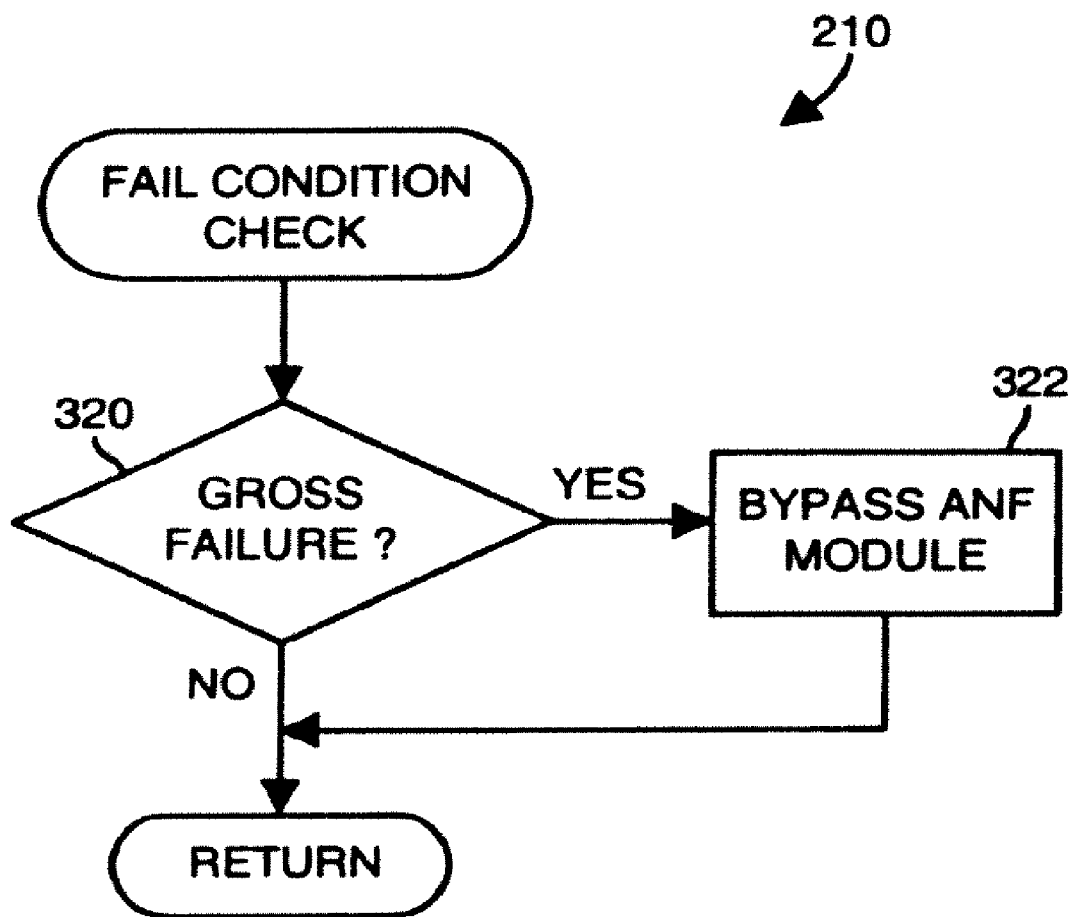 210
FAIL CONDITION
CHECK
320
GROSS
FAILURE ?
YES
322
BYPASS ANF
MODULE
NO
RETURN